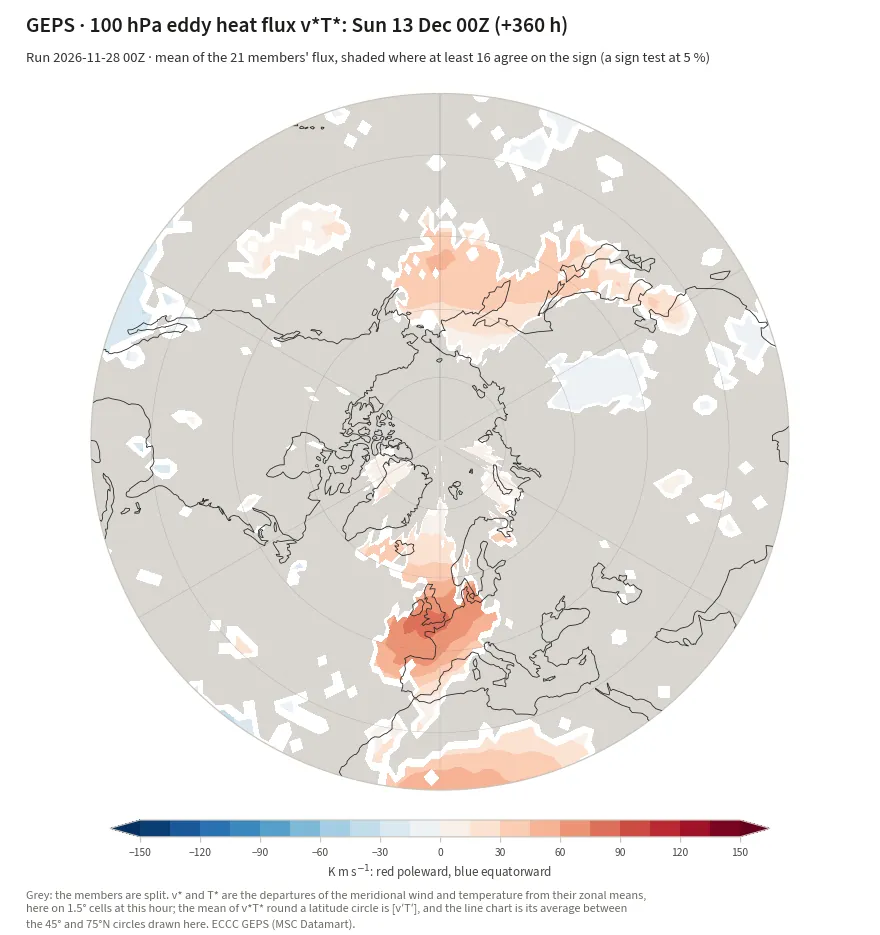 GEPS · 100 hPa eddy heat flux v*T*: Sun 13 Dec 00Z (+360 h)
Run 2026-11-28 00Z · mean of the 21 members' flux, shaded where at least 16 agree on the sign (a sign test at 5 %)
−150 −120 −90 −60 −30 0 30 60 90 120 150
K m s⁻¹: red poleward, blue equatorward
Grey: the members are split. v* and T* are the departures of the meridional wind and temperature from their zonal means,
here on 1.5° cells at this hour; the mean of v*T* round a latitude circle is [v'T'], and the line chart is its average between
the 45° and 75°N circles drawn here. ECCC GEPS (MSC Datamart).